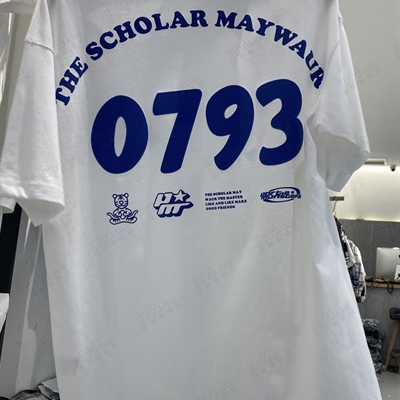 THE SCHOLAR MAYWAUR
0793
THE SCHOLAR MAY
WAUR THE MASTER
LIKE AND LIKE MAKE
GOOD FRIENDS